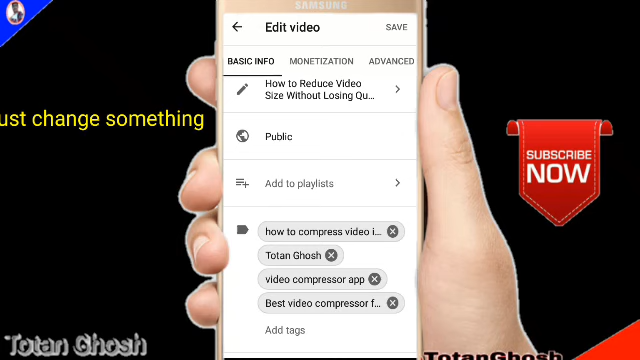 SAMSUNG
Edit video
SAVE
BASIC INFO
MONETIZATION
ADVANCED
How to Reduce Video
Size Without Losing Qu...
Public
Add to playlists
how to compress video i...
Totan Ghosh
video compressor app
Best video compressor f...
Add tags
ust change something
SUBSCRIBE
NOW
Totan Ghosh
TotanGhosh